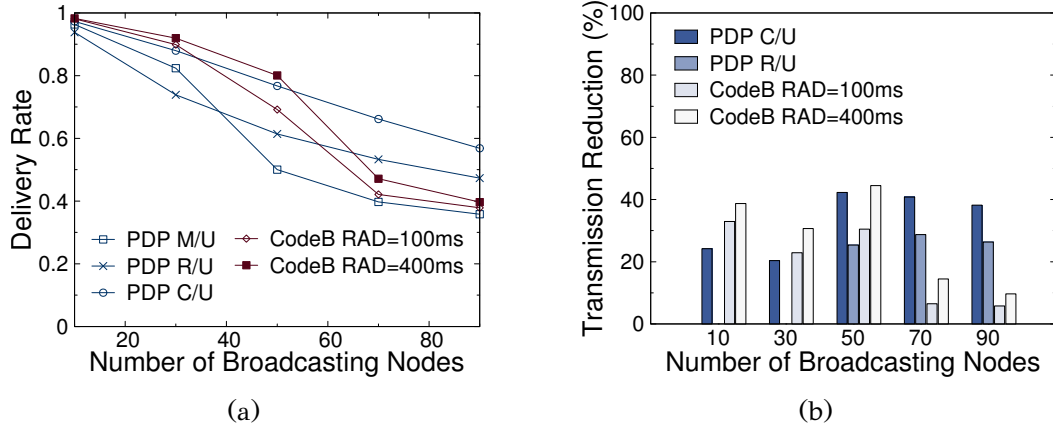 1
0.8
0.6
0.4
0.2
0
Delivery Rate
PDP M/U
PDP R/U
PDP C/U
CodeB RAD=100ms
CodeB RAD=400ms
20 40 60 80
Number of Broadcasting Nodes
(a)
100
80
60
40
20
0
Transmission Reduction (%)
PDP C/U
PDP R/U
CodeB RAD=100ms
CodeB RAD=400ms
10 30 50 70 90
Number of Broadcasting Nodes
(b)